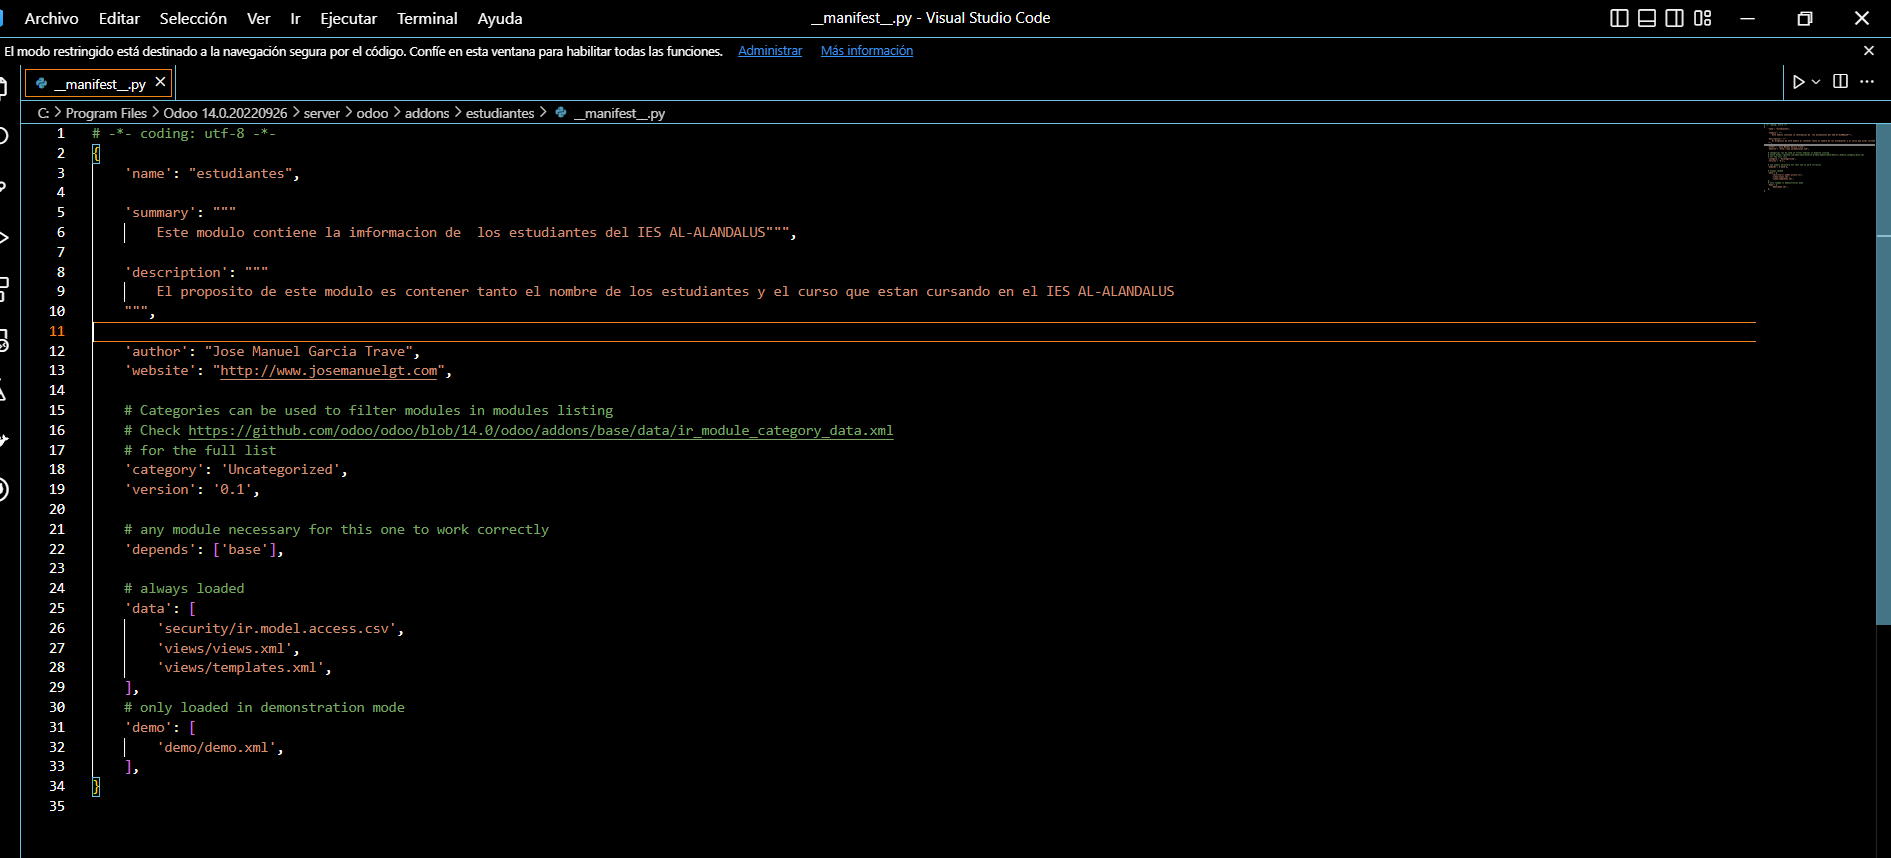 Archivo Editar Selección Ver Ir Ejecutar Terminal Ayuda __manifest__.py - Visual Studio Code
El modo restringido está destinado a la navegación segura por el código. Confíe en esta ventana para habilitar todas las funciones. Administrar Más información
__manifest__.py
C: > Program Files > Odoo 14.0.20220926 > server > odoo > addons > estudiantes > __manifest__.py
1 # -*- coding: utf-8 -*-
2 {
3 'name': "estudiantes",
4
5 'summary': """
6 Este modulo contiene la imformacion de  los estudiantes del IES AL-ALANDALUS""",
7
8 'description': """
9 El proposito de este modulo es contener tanto el nombre de los estudiantes y el curso que estan cursando en el IES AL-ALANDALUS
10 """,
11
12 'author': "Jose Manuel Garcia Trave",
13 'website': "http://www.josemanuelgt.com",
14
15 # Categories can be used to filter modules in modules listing
16 # Check https://github.com/odoo/odoo/blob/14.0/odoo/addons/base/data/ir_module_category_data.xml
17 # for the full list
18 'category': 'Uncategorized',
19 'version': '0.1',
20
21 # any module necessary for this one to work correctly
22 'depends': ['base'],
23
24 # always loaded
25 'data': [
26 'security/ir.model.access.csv',
27 'views/views.xml',
28 'views/templates.xml',
29 ],
30 # only loaded in demonstration mode
31 'demo': [
32 'demo/demo.xml',
33 ],
34 }
35